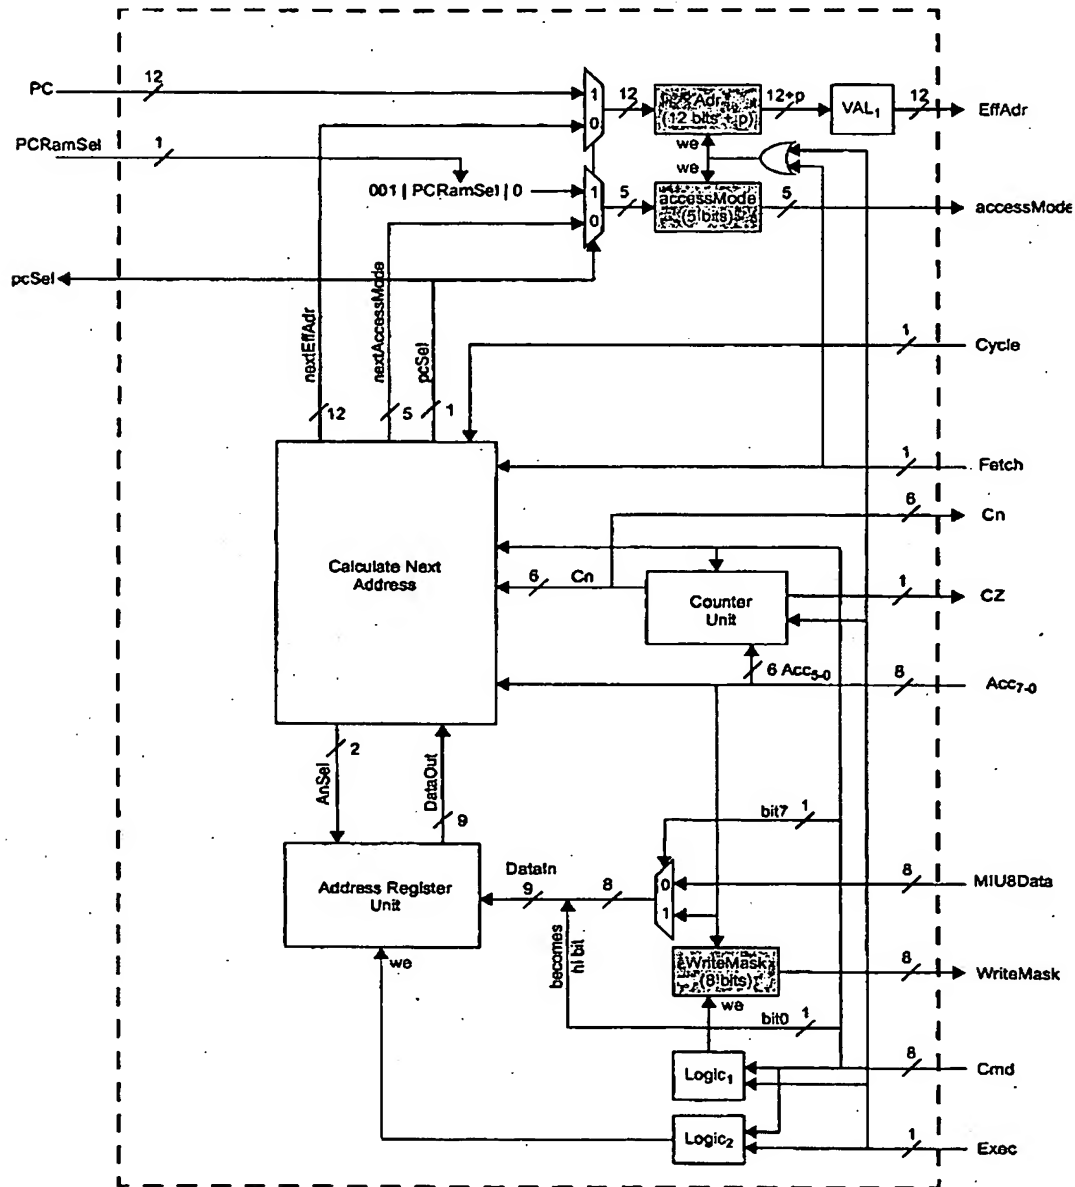 PC
12
1
0
12
EffAdr
(12 bits + p)
12+p
VAL₁
12
EffAdr
PCRamSel
1
we
we
001 | PCRamSel | 0
1
0
5
accessMode
(5 bits)
5
accessMode
pcSel
nextEffAdr
nextAccessMode
pcSel
12
5
1
1
Cycle
1
Fetch
6
Cn
Calculate Next
Address
6
Cn
Counter
Unit
1
CZ
6 Acc₅₋₀
8
Acc₇₋₀
2
AnSel
DataOut
9
bit7
1
Address Register
Unit
DataIn
9
8
0
1
8
MIU8Data
becomes
hi bit
WriteMask
(8 bits)
8
WriteMask
we
we
bit0
1
Logic₁
8
Cmd
Logic₂
1
Exec